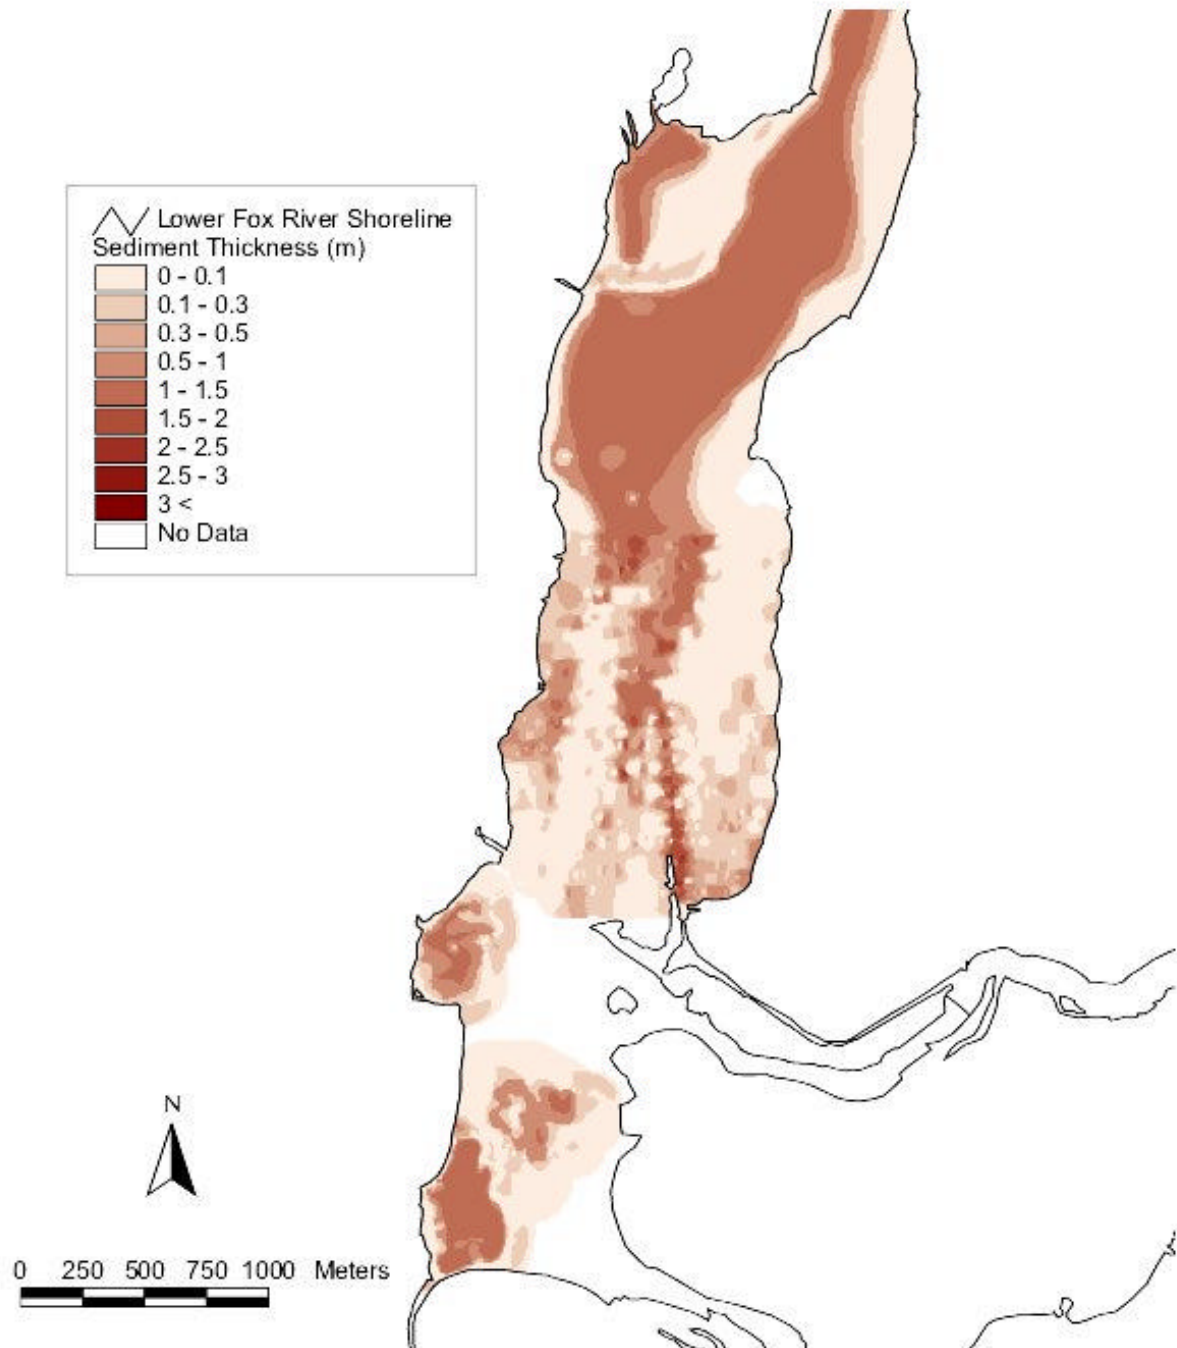 Lower Fox River Shoreline
Sediment Thickness (m)
0 - 0.1
0.1 - 0.3
0.3 - 0.5
0.5 - 1
1 - 1.5
1.5 - 2
2 - 2.5
2.5 - 3
3 <
No Data
N
0 250 500 750 1000 Meters